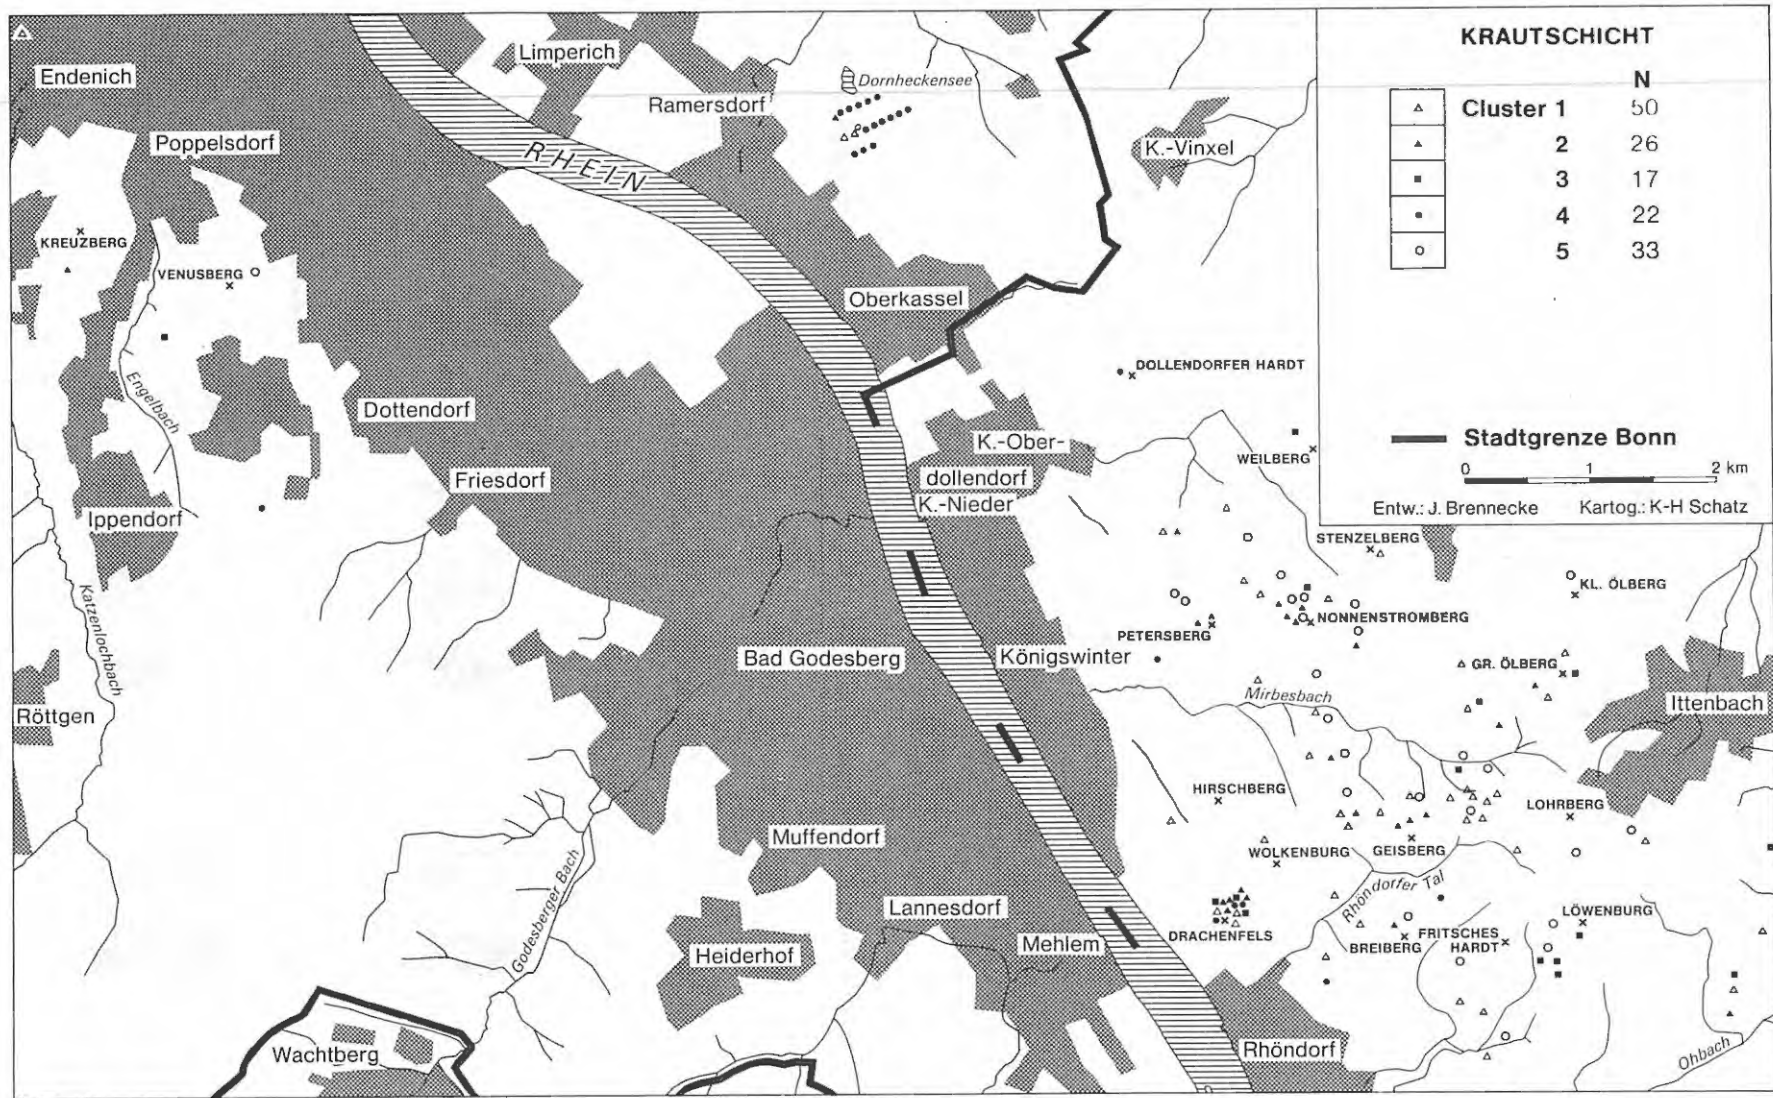 KRAUTSCHICHT
N
Cluster 1 50
2 26
3 17
4 22
5 33
Stadtgrenze Bonn
0 1 2 km
Entw.: J. Brennecke Kartog.: K-H Schatz
Endenich
Limperich
Dornheckensee
Ramersdorf
Poppelsdorf
RHEIN
K.-Vinxel
KREUZBERG
VENUSBERG
Oberkassel
DOLLENDORFER HARDT
Engelbach
Dottendorf
K.-Ober-
dollendorf
K.-Nieder
WEILBERG
Friesdorf
Ippendorf
STENZELBERG
KL. ÖLBERG
Katzenlochbach
PETERSBERG
NONNENSTROMBERG
Bad Godesberg
Königswinter
GR. ÖLBERG
Mirbesbach
Ittenbach
Röttgen
HIRSCHBERG
LOHRBERG
Muffendorf
WOLKENBURG
GEISBERG
Rhöndorfer Tal
Godesberger Bach
Lannesdorf
LÖWENBURG
DRACHENFELS
BREIBERG
FRITSCHES
HARDT
Mehlem
Heiderhof
Wachtberg
Rhöndorf
Ohbach